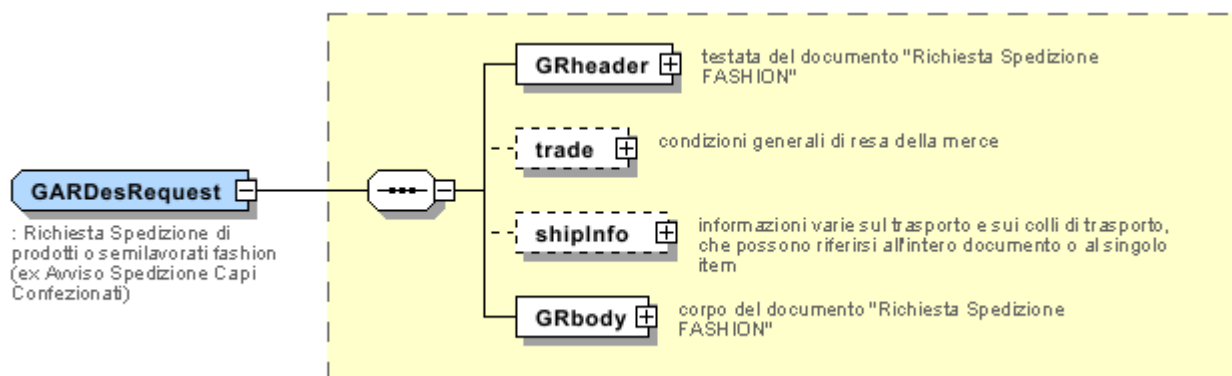 GRheader
testata del documento "Richiesta Spedizione
FASHION"
trade
condizioni generali di resa della merce
GARDesRequest
: Richiesta Spedizione di
prodotti o semilavorati fashion
(ex Avviso Spedizione Capi
Confezionati)
shipInfo
informazioni varie sul trasporto e sui colli di trasporto,
che possono riferirsi all'intero documento o al singolo
item
GRbody
corpo del documento "Richiesta Spedizione
FASHION"